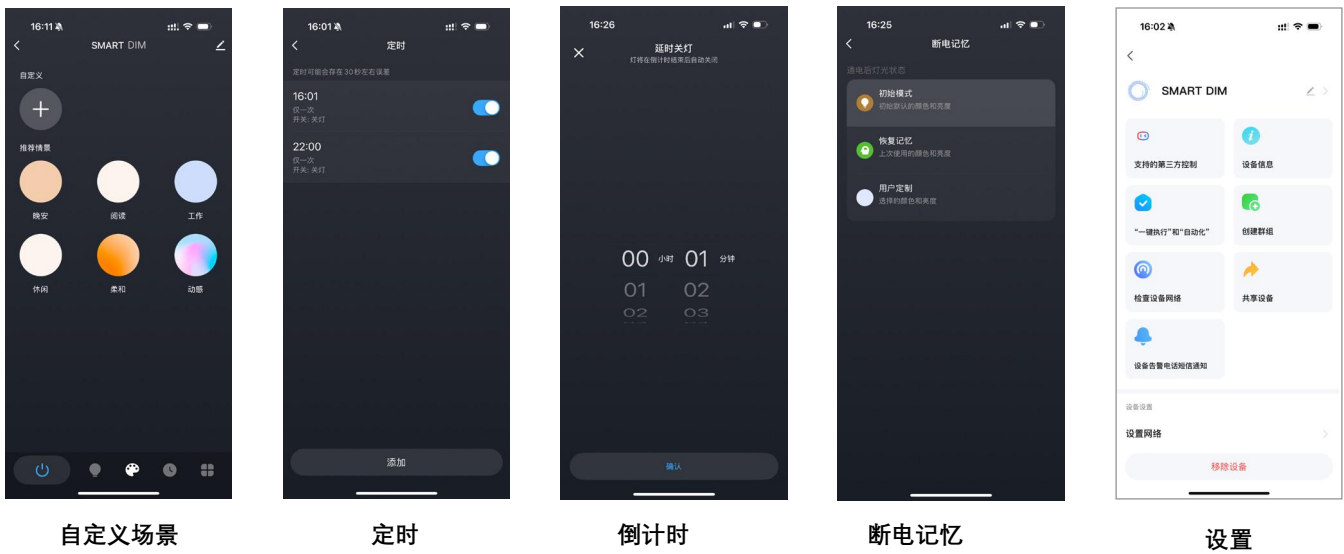 16:11
SMART DIM
自定义
推荐情景
晚安
阅读
工作
休闲
柔和
动感
自定义场景
16:01
定时
定时可能会存在30秒左右误差
16:01
仅一次
开关: 关灯
22:00
仅一次
开关: 关灯
添加
定时
16:26
延时关灯
灯将在倒计时结束后自动关闭
00 小时 01 分钟
01 02
02 03
确认
倒计时
16:25
断电记忆
通电后灯光状态
初始模式
初始默认的颜色和亮度
恢复记忆
上次使用的颜色和亮度
用户定制
选择的颜色和亮度
断电记忆
16:02
SMART DIM
支持的第三方控制
设备信息
“一键执行”和“自动化”
创建群组
检查设备网络
共享设备
设备告警电话短信通知
设备设置
设置网络
移除设备
设置